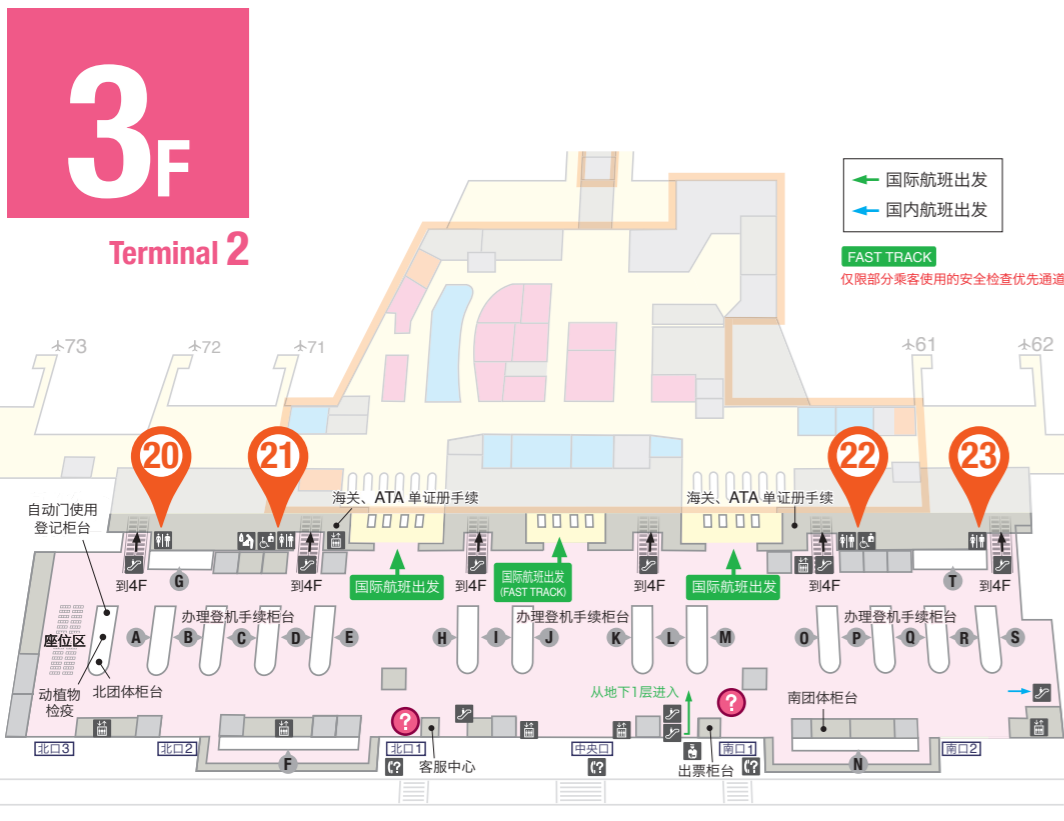 3F
Terminal 2
国际航班出发
国内航班出发
FAST TRACK
仅限部分乘客使用的安全检查优先通道
73
72
71
61
62
20
21
22
23
自动门使用
登记柜台
海关、ATA 单证册手续
海关、ATA 单证册手续
到4F
到4F
到4F
到4F
到4F
到4F
国际航班出发
国际航班出发
(FAST TRACK)
国际航班出发
G
T
办理登机手续柜台
办理登机手续柜台
办理登机手续柜台
座位区
A
B
C
D
E
H
I
J
K
L
M
O
P
Q
R
S
动植物
检疫
北团体柜台
从地下1层进入
南团体柜台
?
?
北口3
北口2
北口1
中央口
南口1
南口2
F
N
?
客服中心
?
出票柜台
?